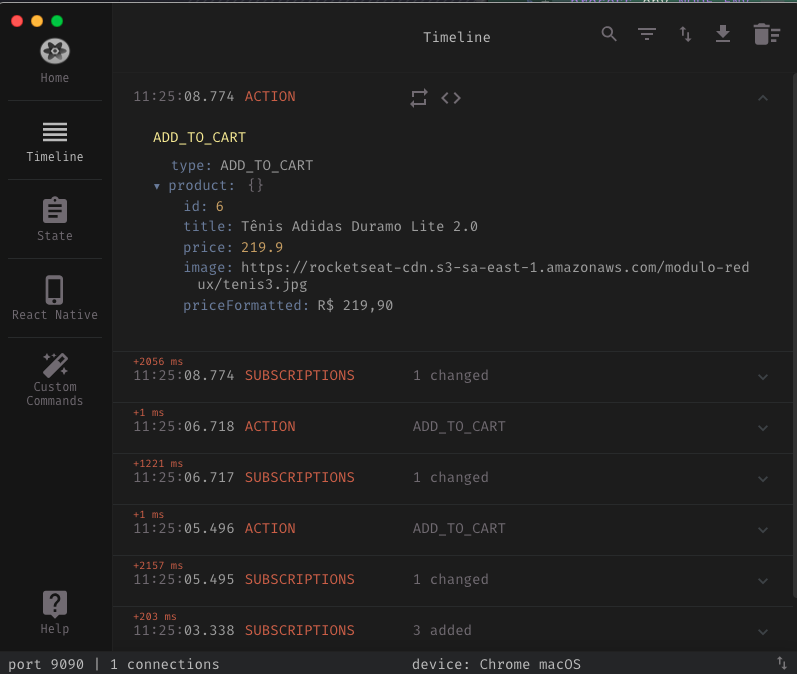 Timeline
Home
Timeline
State
React Native
Custom
Commands
Help
11:25:08.774 ACTION
ADD_TO_CART
type: ADD_TO_CART
▾ product: {}
id: 6
title: Tênis Adidas Duramo Lite 2.0
price: 219.9
image: https://rocketseat-cdn.s3-sa-east-1.amazonaws.com/modulo-red
ux/tenis3.jpg
priceFormatted: R$ 219,90
+2056 ms
11:25:08.774 SUBSCRIPTIONS 1 changed
+1 ms
11:25:06.718 ACTION ADD_TO_CART
+1221 ms
11:25:06.717 SUBSCRIPTIONS 1 changed
+1 ms
11:25:05.496 ACTION ADD_TO_CART
+2157 ms
11:25:05.495 SUBSCRIPTIONS 1 changed
+203 ms
11:25:03.338 SUBSCRIPTIONS 3 added
port 9090 | 1 connections device: Chrome macOS